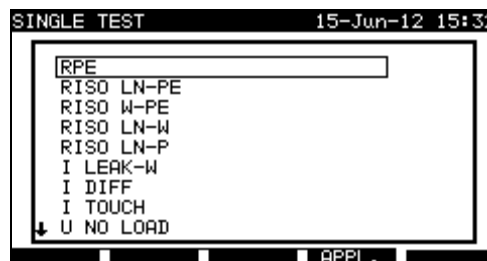 SINGLE TEST 15-Jun-12 15:3
RPE
RISO LN-PE
RISO W-PE
RISO LN-W
RISO LN-P
I LEAK-W
I DIFF
I TOUCH
↓ U NO LOAD
APPL.